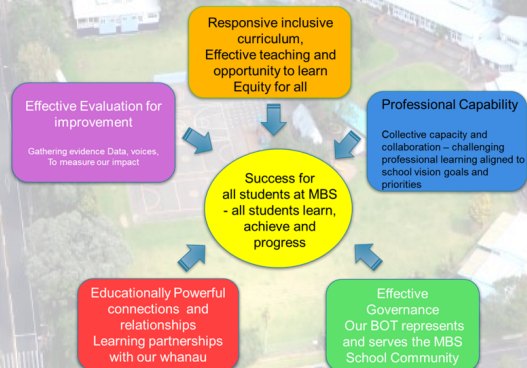 Responsive inclusive
curriculum,
Effective teaching and
opportunity to learn
Equity for all
Effective Evaluation for
improvement
Gathering evidence Data, voices,
To measure our impact
Professional Capability
Collective capacity and
collaboration – challenging
professional learning aligned to
school vision goals and
priorities
Success for
all students at MBS
- all students learn,
achieve and
progress
Educationally Powerful
connections and
relationships
Learning partnerships
with our whanau
Effective
Governance
Our BOT represents
and serves the MBS
School Community